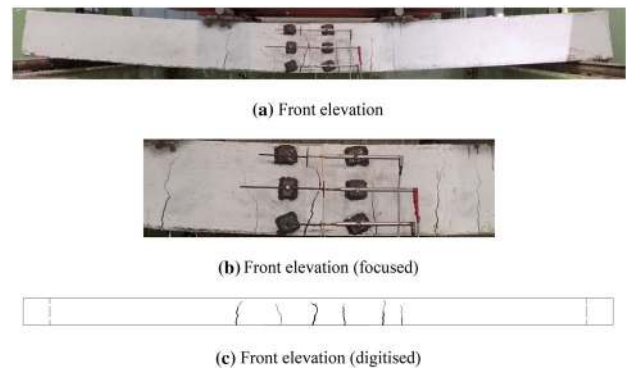 (a) Front elevation
(b) Front elevation (focused)
(c) Front elevation (digitised)